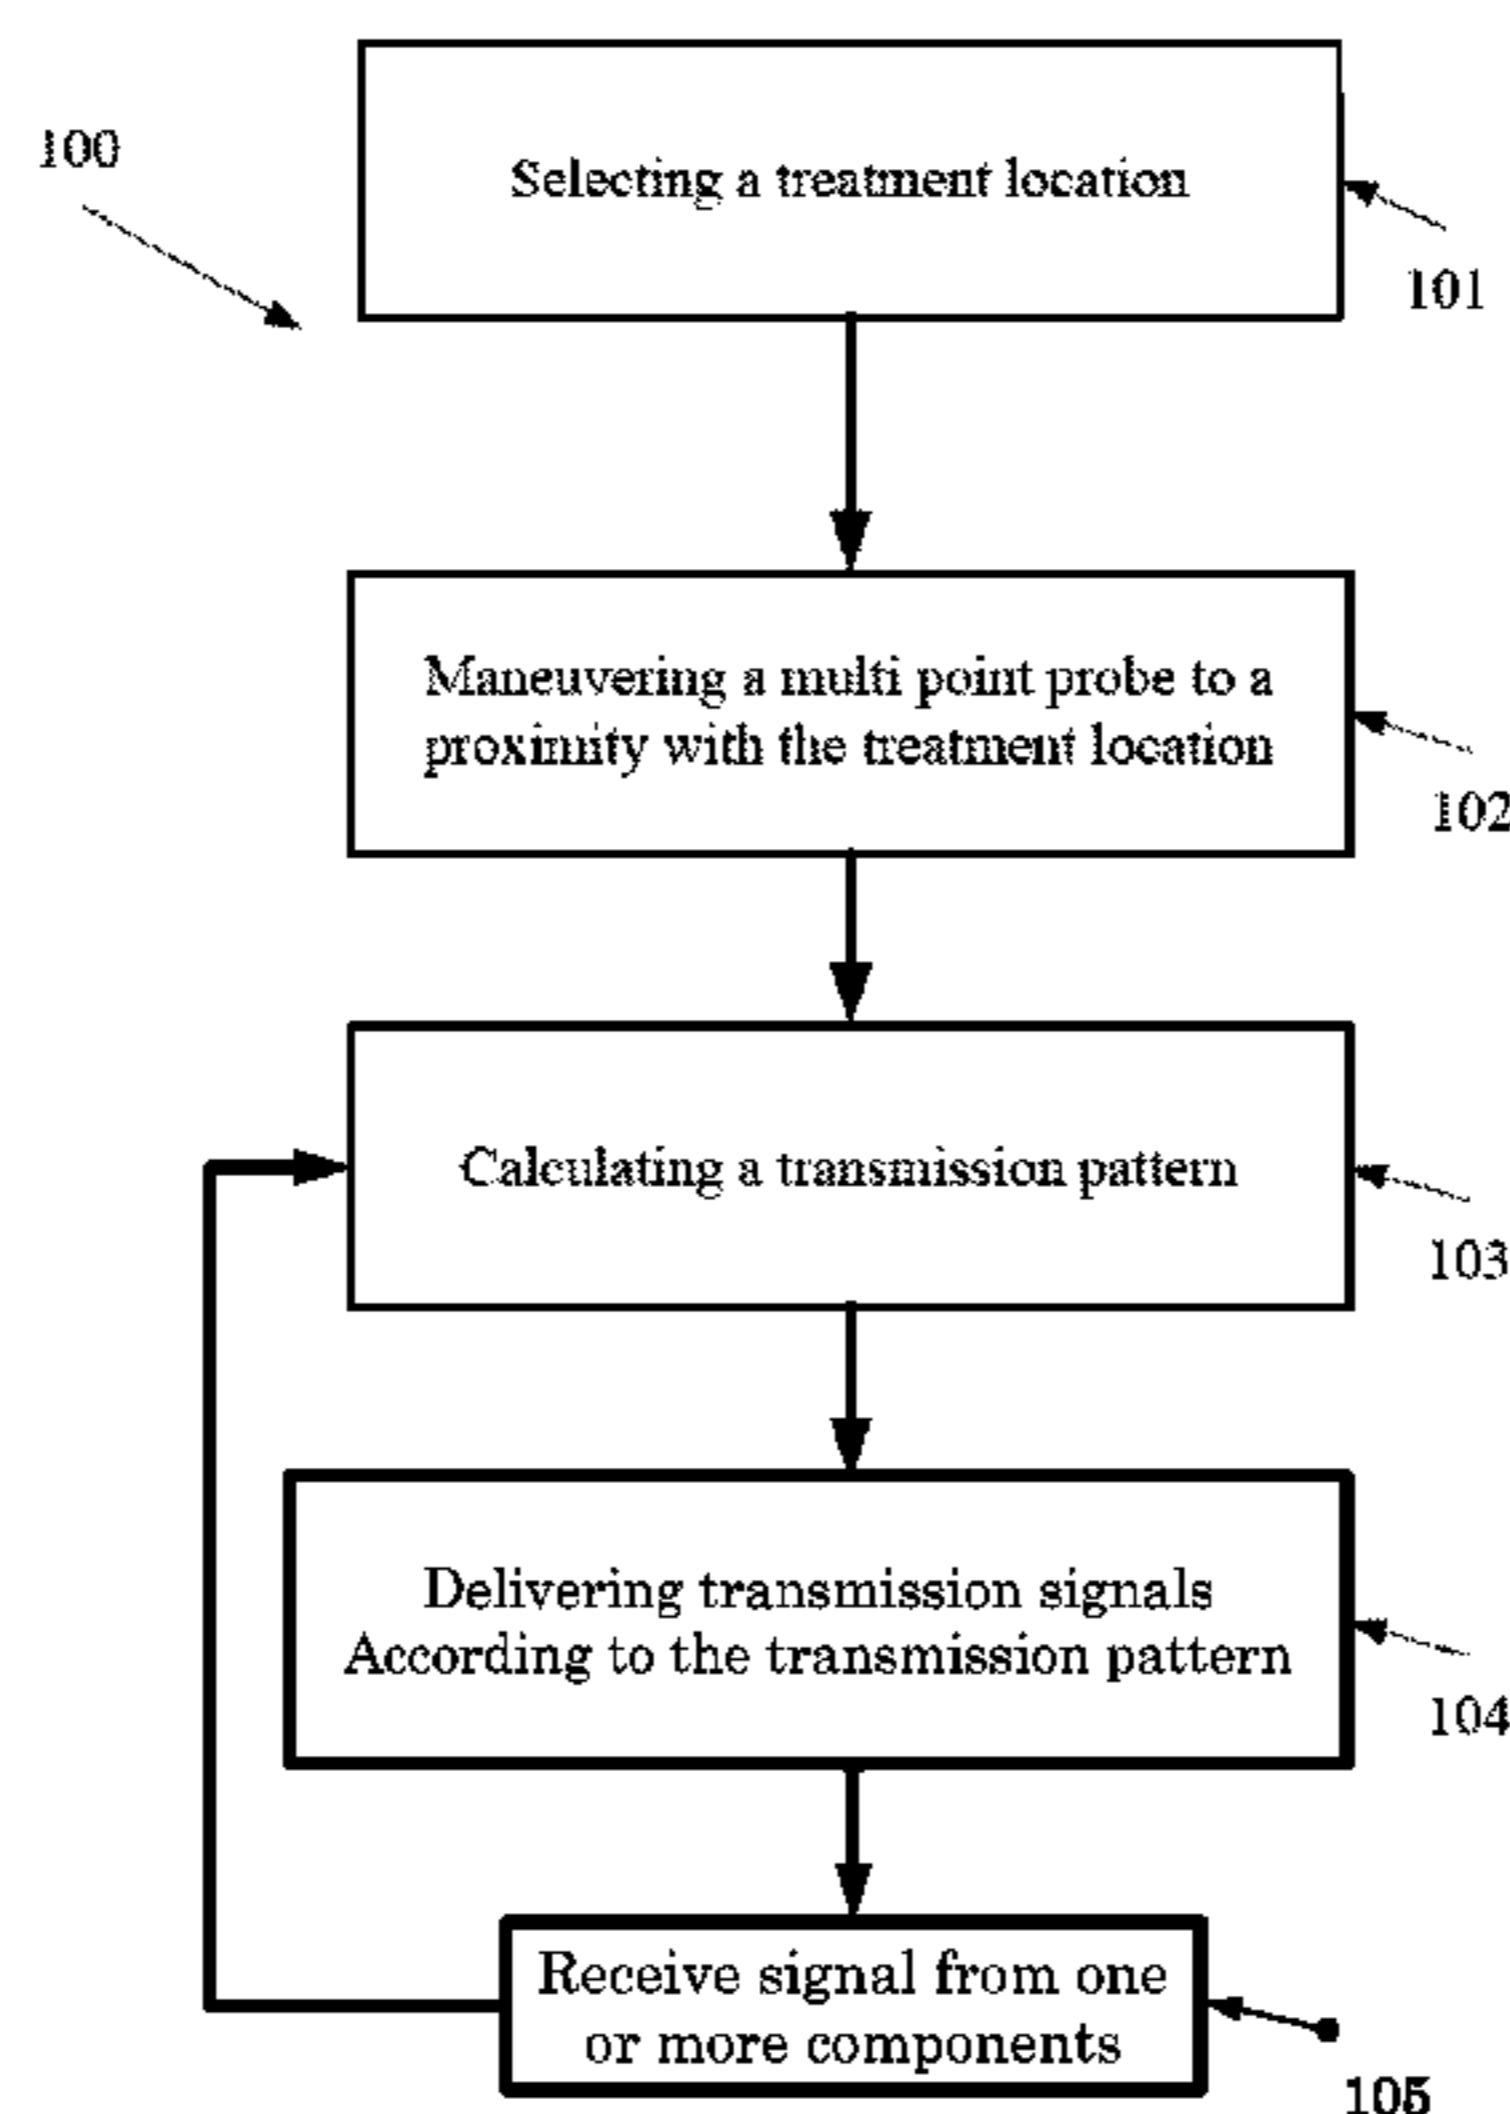 100
Selecting a treatment location
101
Maneuvering a multi point probe to a
proximity with the treatment location
102
Calculating a transmission pattern
103
Delivering transmission signals
According to the transmission pattern
104
Receive signal from one
or more components
105